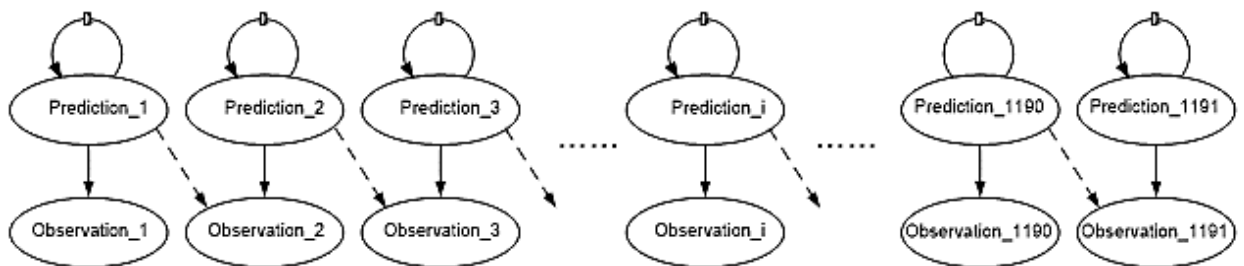 Prediction_1 Prediction_2 Prediction_3 Prediction_i Prediction_1190 Prediction_1191
...... ......
Observation_1 Observation_2 Observation_3 Observation_i Observation_1190 Observation_1191